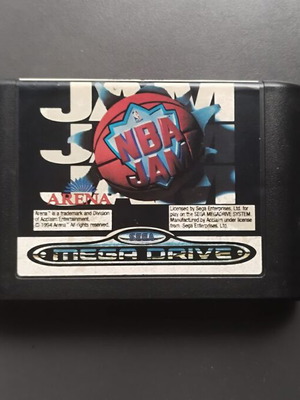 JAM
JAM
JAM
NBA
JAM
ARENA
Arena™ is a trademark and Division
of Acclaim Entertainment.
© 1994 Arena™ All rights reserved.
Licensed by Sega Enterprises, Ltd. for
play on the SEGA MEGADRIVE SYSTEM.
Manufactured by Acclaim under license
from Sega Enterprises, Ltd.
SEGA
MEGA DRIVE